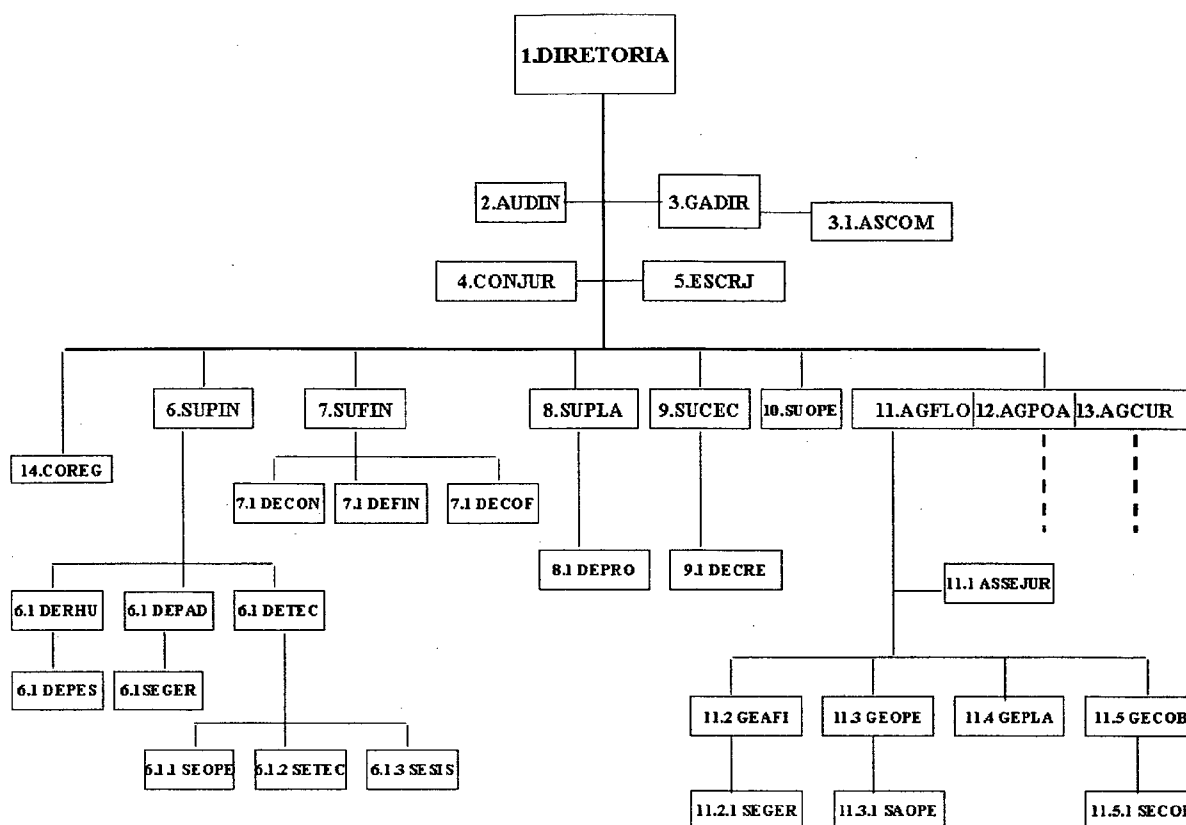 1.DIRETORIA
2.AUDIN
3.GADIR
3.1.ASCOM
4.CONJUR
5.ESCRJ
6.SUPIN
7.SUFIN
8.SUPLA
9.SUCEC
10.SUOPE
11.AGFLO
12.AGPOA
13.AGCUR
14.COREG
7.1 DECON
7.1 DEFIN
7.1 DECOF
8.1 DEPRO
9.1 DECRE
11.1 ASSEJUR
6.1 DERHU
6.1 DEPAD
6.1 DETEC
6.1 DEPES
6.1SEGER
11.2 GEAFI
11.3 GEOPE
11.4 GEPLA
11.5 GECOB
6.1.1 SEOPE
6.1.2 SETEC
6.1.3 SESIS
11.2.1 SEGER
11.3.1 SAOPE
11.5.1